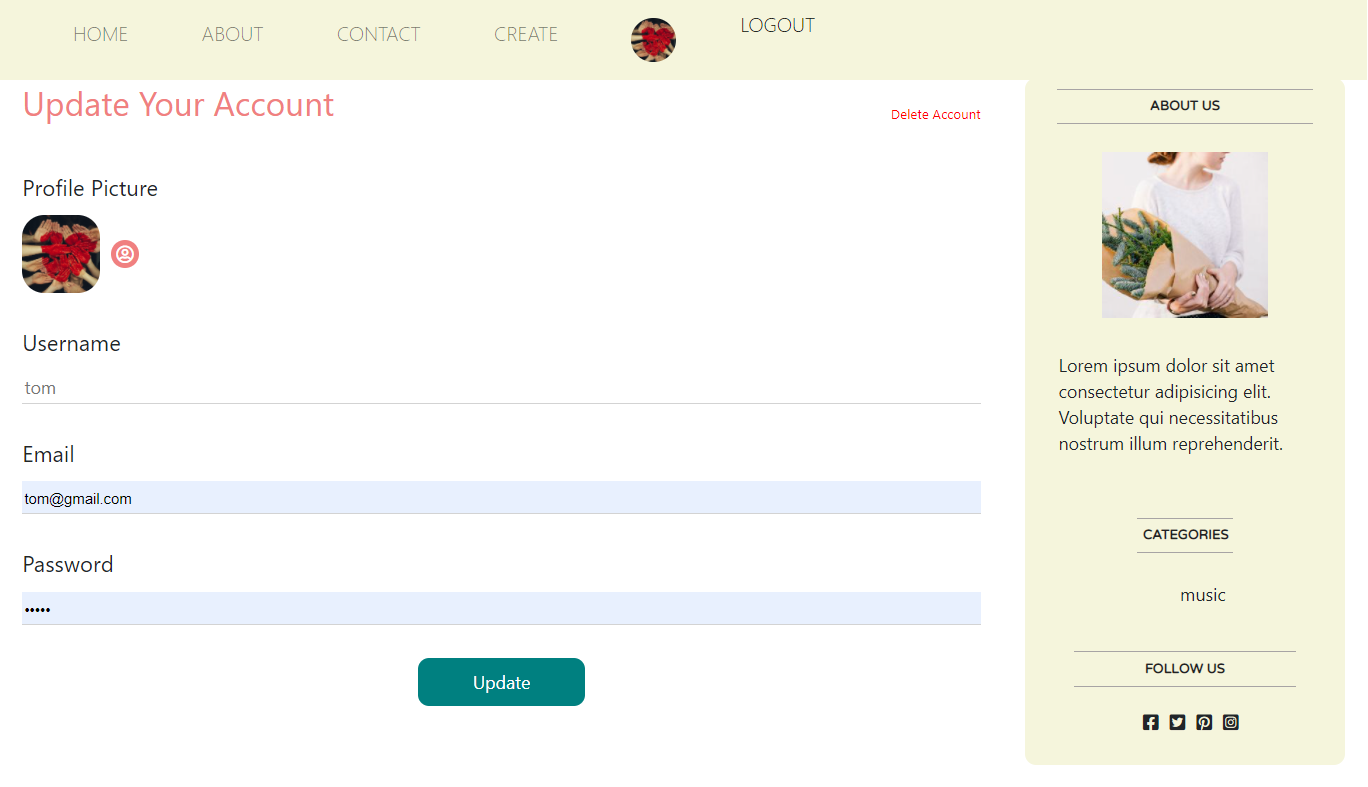 HOME ABOUT CONTACT CREATE LOGOUT
Update Your Account
Delete Account
Profile Picture
Username
tom
Email
tom@gmail.com
Password
•••••
Update
ABOUT US
Lorem ipsum dolor sit amet
consectetur adipisicing elit.
Voluptate qui necessitatibus
nostrum illum reprehenderit.
CATEGORIES
music
FOLLOW US